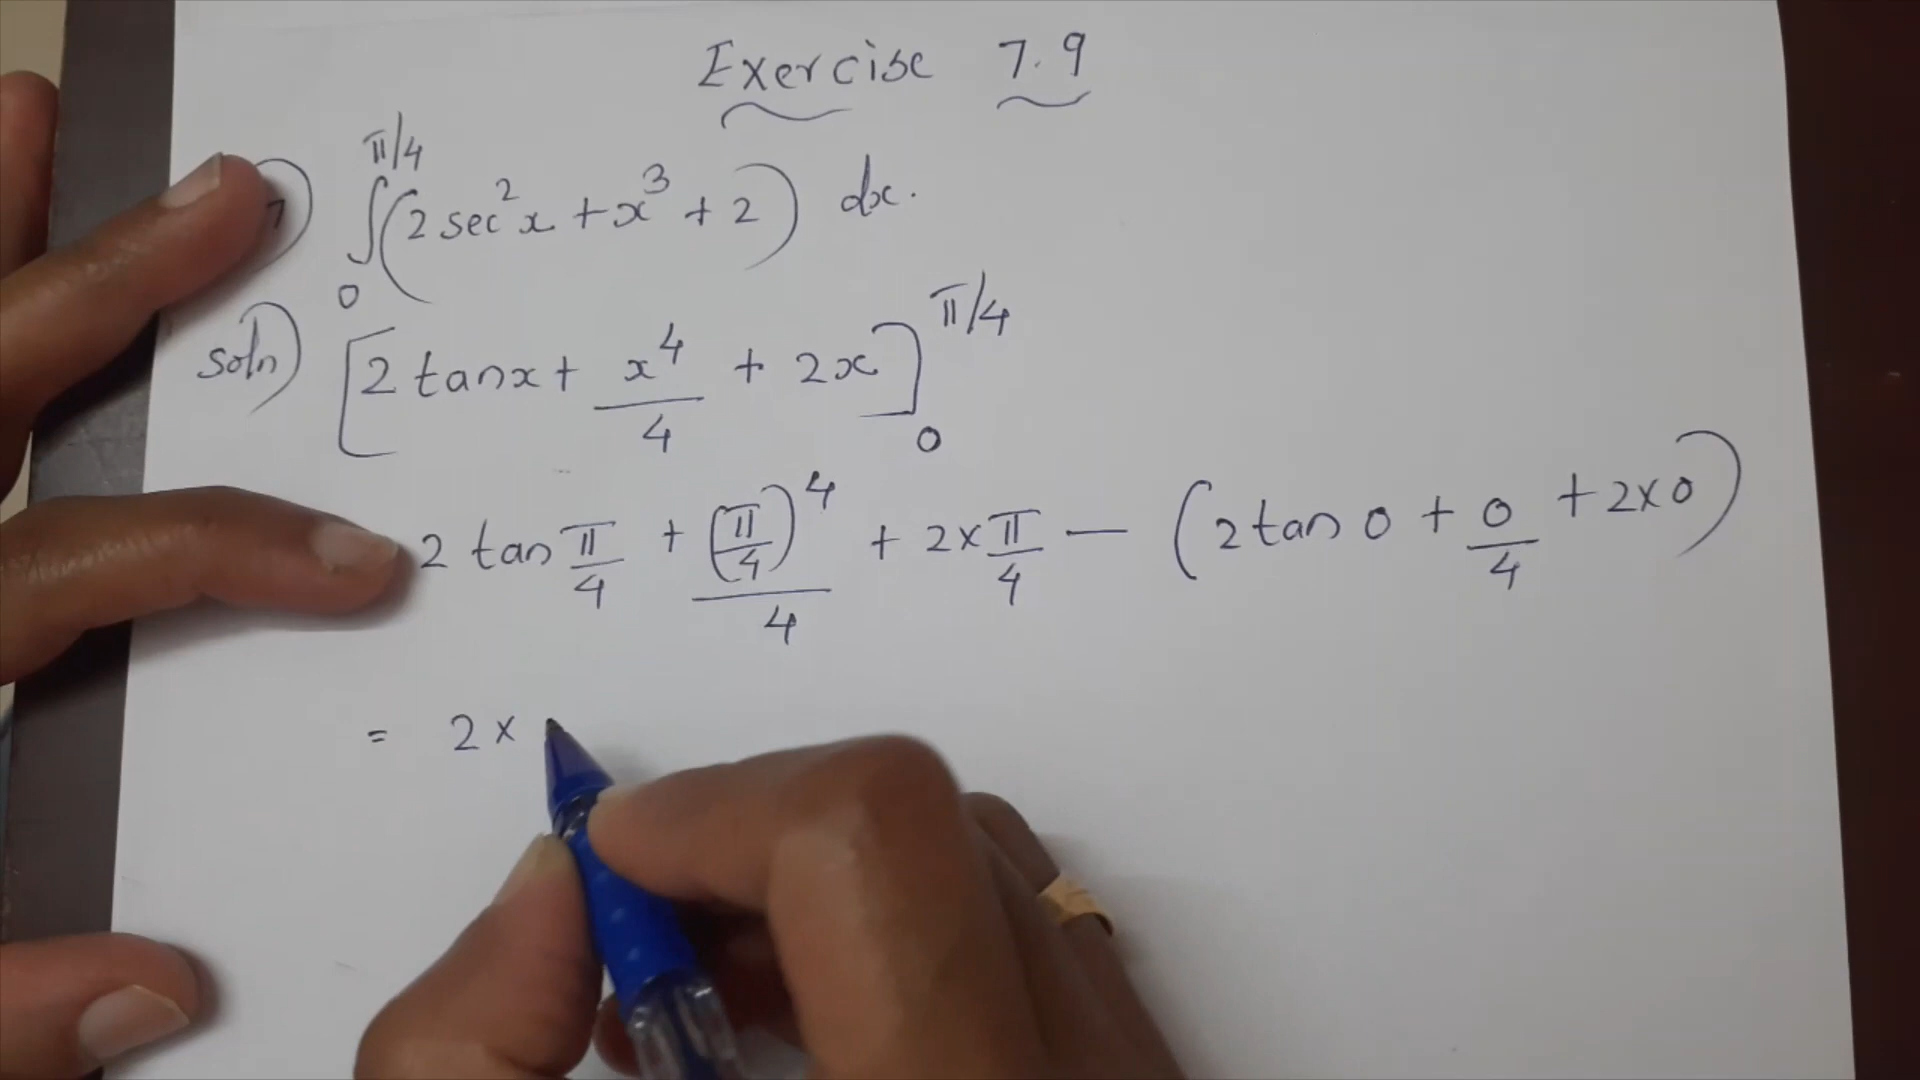 Exercise 7.9
7) ∫₀^π/4 (2 sec²x + x³ + 2) dx.
soln) [2 tanx + x⁴/4 + 2x]₀^π/4
2 tan π/4 + (π/4)⁴/4 + 2×π/4 — (2 tan 0 + 0/4 + 2×0)
= 2×